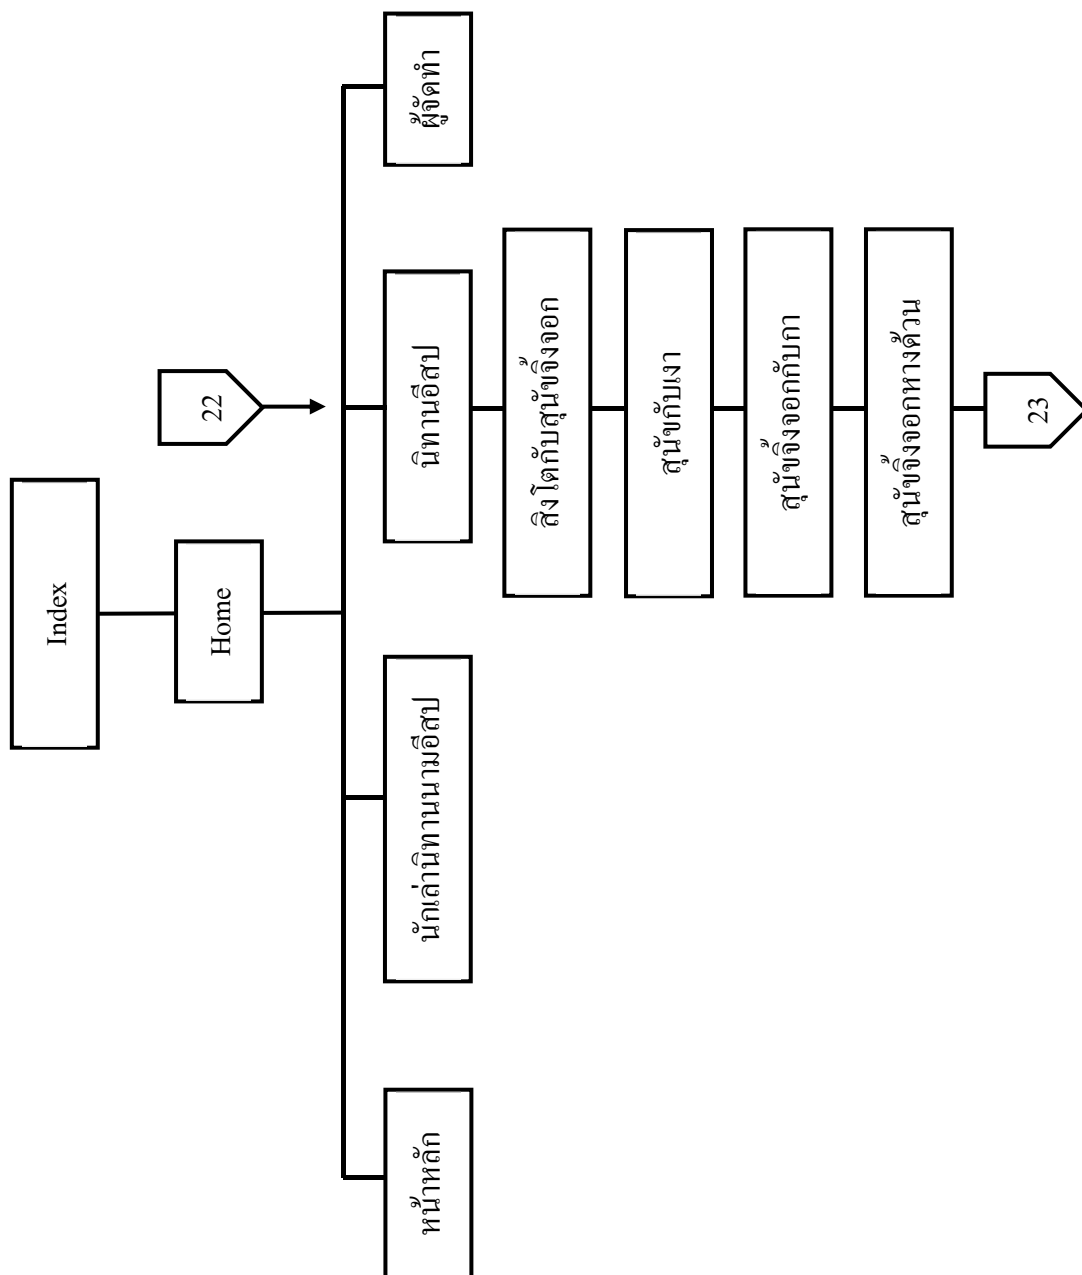 Index
Home
22
หน้าหลัก
นักเล่านิทานนามอีสป
นิทานอีสป
ผู้จัดทำ
สิงโตกับสุนัขจิ้งจอก
สุนัขกับเงา
สุนัขจิ้งจอกกับกา
สุนัขจิ้งจอกหางด้วน
23